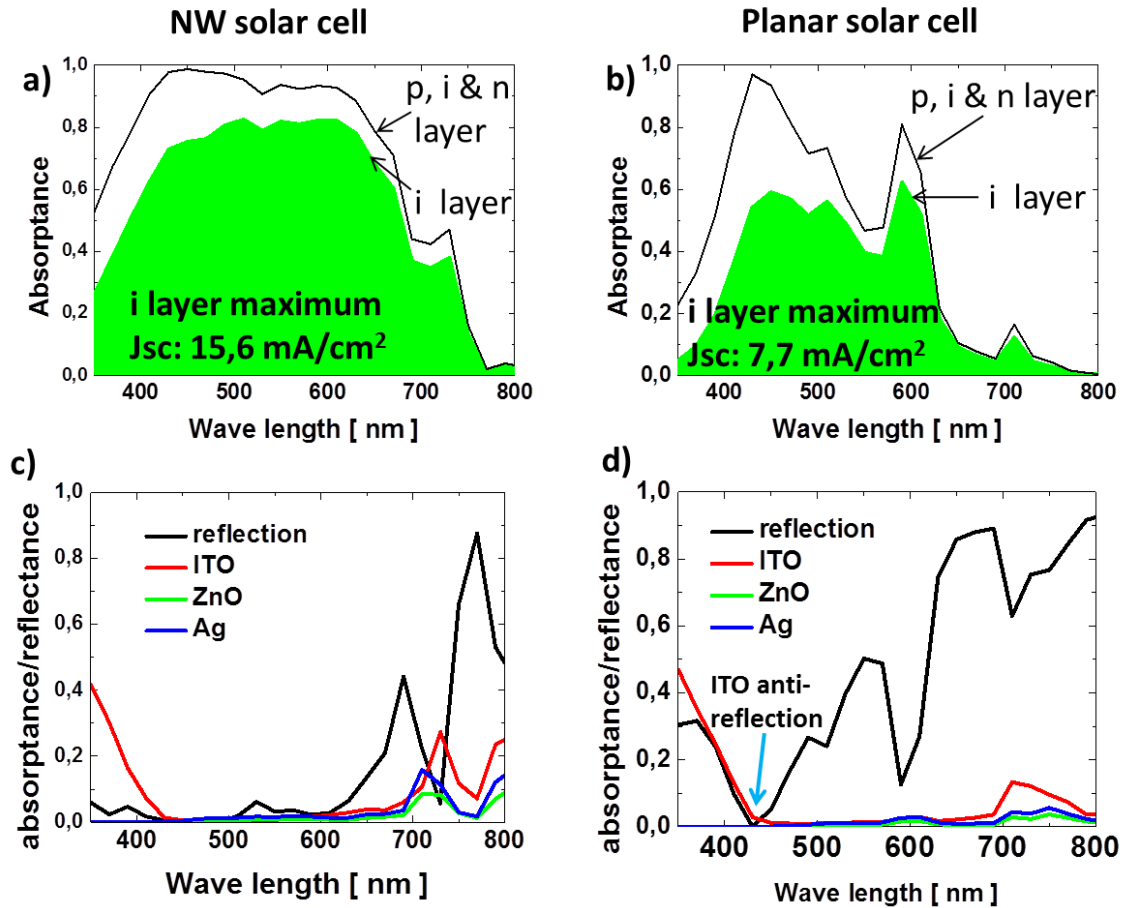 NW solar cell
Planar solar cell
a)
1,0
0,8
0,6
0,4
0,2
0,0
Absorptance
p, i & n
layer
i layer
i layer maximum
Jsc: 15,6 mA/cm²
400 500 600 700 800
Wave length [ nm ]
b)
1,0
0,8
0,6
0,4
0,2
0,0
Absorptance
p, i & n layer
i layer
i layer maximum
Jsc: 7,7 mA/cm²
400 500 600 700 800
Wave length [ nm ]
c)
1,0
0,8
0,6
0,4
0,2
0,0
absorptance/reflectance
reflection
ITO
ZnO
Ag
400 500 600 700 800
Wave length [ nm ]
d)
1,0
0,8
0,6
0,4
0,2
0,0
absorptance/reflectance
reflection
ITO
ZnO
Ag
ITO anti-
reflection
400 500 600 700 800
Wave length [ nm ]